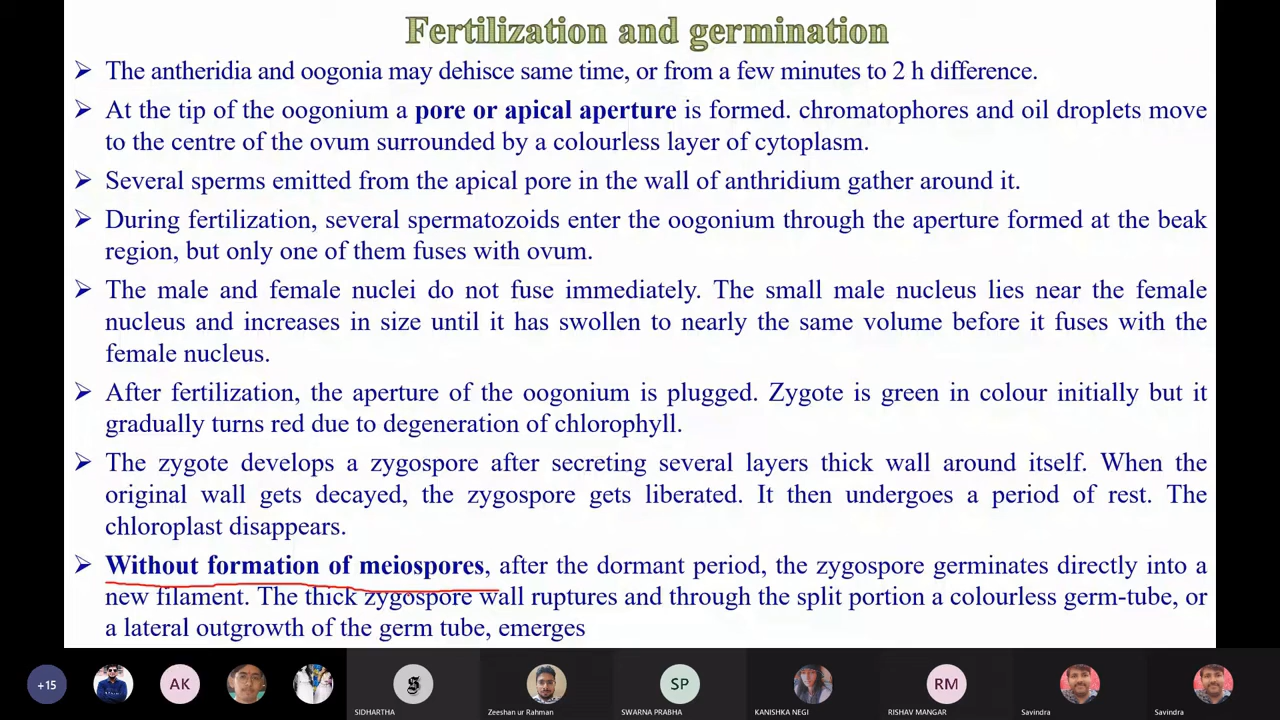 Fertilization and germination
➢ The antheridia and oogonia may dehisce same time, or from a few minutes to 2 h difference.
➢ At the tip of the oogonium a pore or apical aperture is formed. chromatophores and oil droplets move
to the centre of the ovum surrounded by a colourless layer of cytoplasm.
➢ Several sperms emitted from the apical pore in the wall of anthridium gather around it.
➢ During fertilization, several spermatozoids enter the oogonium through the aperture formed at the beak
region, but only one of them fuses with ovum.
➢ The male and female nuclei do not fuse immediately. The small male nucleus lies near the female
nucleus and increases in size until it has swollen to nearly the same volume before it fuses with the
female nucleus.
➢ After fertilization, the aperture of the oogonium is plugged. Zygote is green in colour initially but it
gradually turns red due to degeneration of chlorophyll.
➢ The zygote develops a zygospore after secreting several layers thick wall around itself. When the
original wall gets decayed, the zygospore gets liberated. It then undergoes a period of rest. The
chloroplast disappears.
➢ Without formation of meiospores, after the dormant period, the zygospore germinates directly into a
new filament. The thick zygospore wall ruptures and through the split portion a colourless germ-tube, or
a lateral outgrowth of the germ tube, emerges
+15 AK S SP RM
SIDHARTHA Zeeshan ur Rahman SWARNA PRABHA KANISHKA NEGI RISHAV MANGAR Savindra Savindra